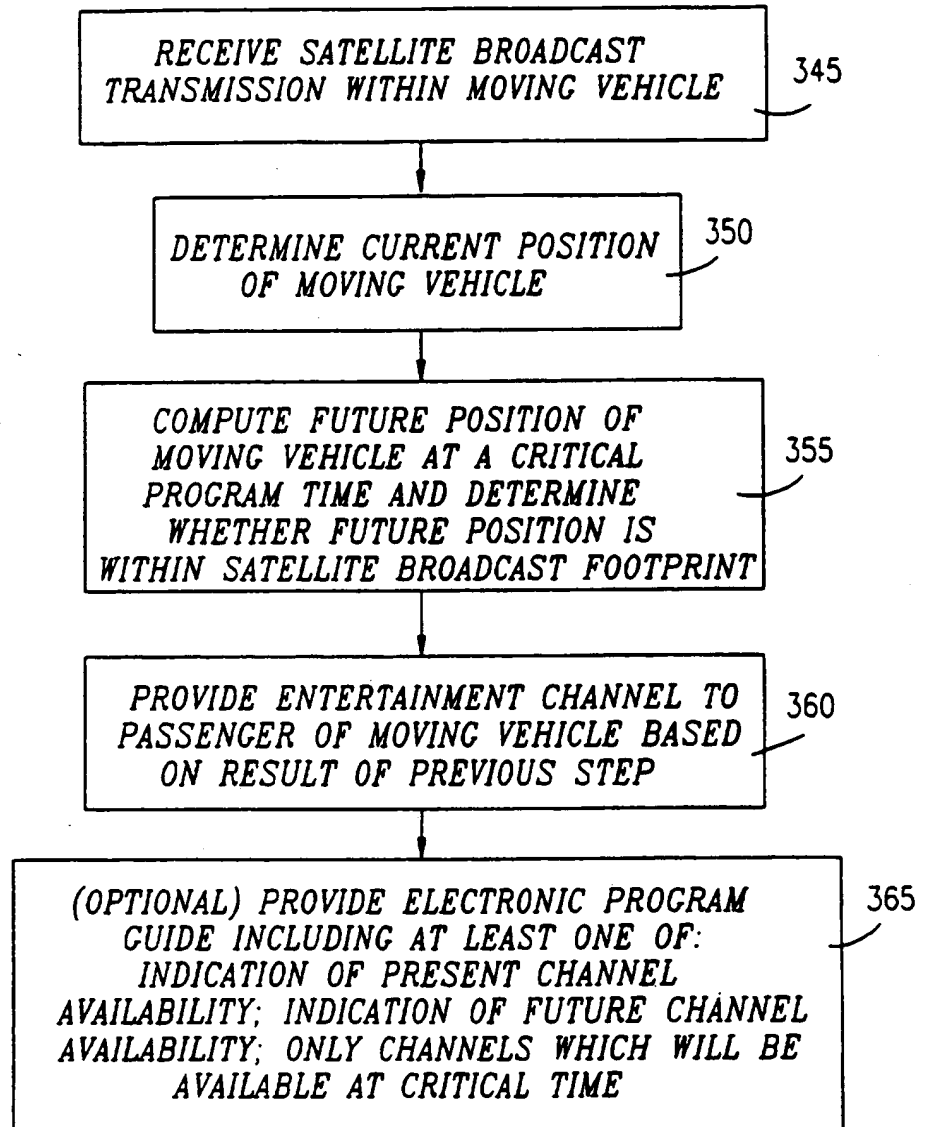 RECEIVE SATELLITE BROADCAST
TRANSMISSION WITHIN MOVING VEHICLE
345
DETERMINE CURRENT POSITION
OF MOVING VEHICLE
350
COMPUTE FUTURE POSITION OF
MOVING VEHICLE AT A CRITICAL
PROGRAM TIME AND DETERMINE
WHETHER FUTURE POSITION IS
WITHIN SATELLITE BROADCAST FOOTPRINT
355
PROVIDE ENTERTAINMENT CHANNEL TO
PASSENGER OF MOVING VEHICLE BASED
ON RESULT OF PREVIOUS STEP
360
(OPTIONAL) PROVIDE ELECTRONIC PROGRAM
GUIDE INCLUDING AT LEAST ONE OF:
INDICATION OF PRESENT CHANNEL
AVAILABILITY; INDICATION OF FUTURE CHANNEL
AVAILABILITY; ONLY CHANNELS WHICH WILL BE
AVAILABLE AT CRITICAL TIME
365